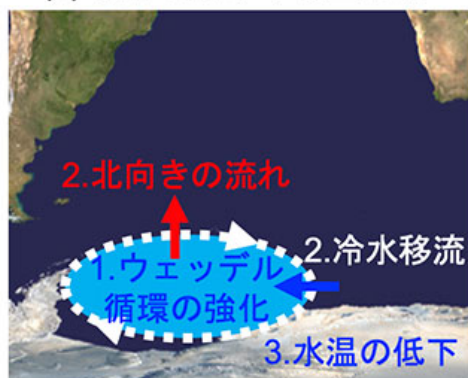 2.北向きの流れ
2.冷水移流
1.ウェッデル
循環の強化
3.水温の低下